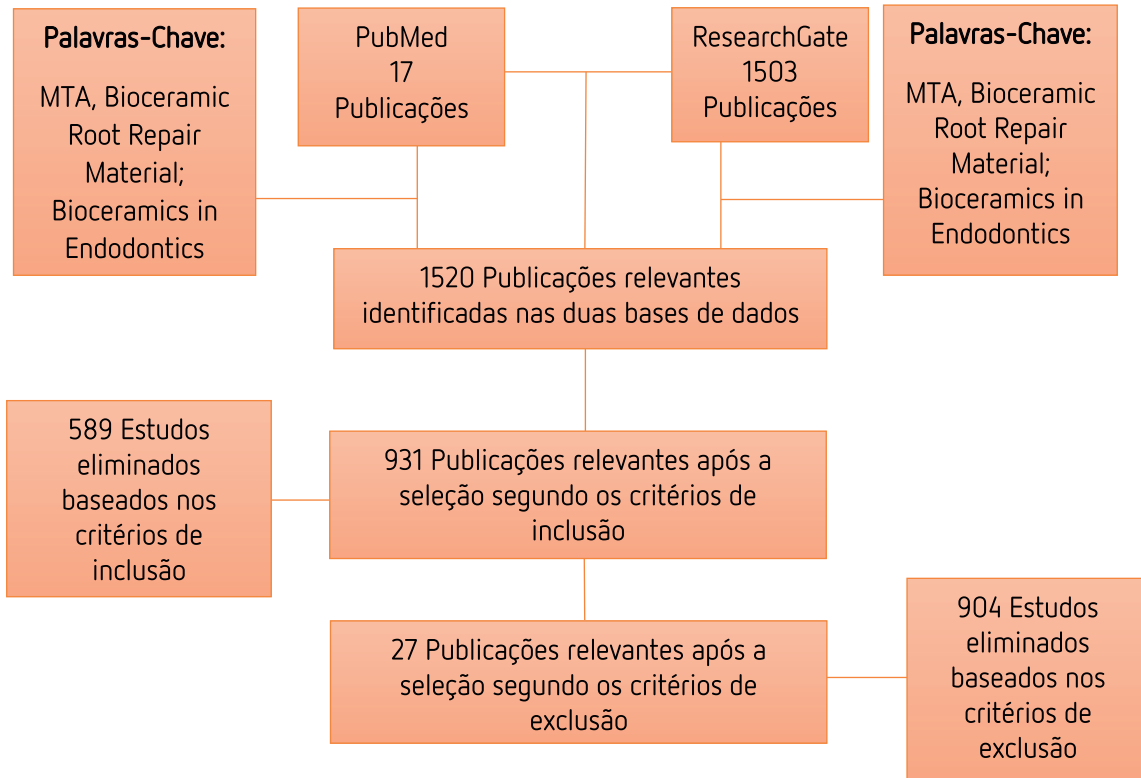 Palavras-Chave:
MTA, Bioceramic
Root Repair
Material;
Bioceramics in
Endodontics
PubMed
17
Publicações
ResearchGate
1503
Publicações
Palavras-Chave:
MTA, Bioceramic
Root Repair
Material;
Bioceramics in
Endodontics
1520 Publicações relevantes
identificadas nas duas bases de dados
589 Estudos
eliminados
baseados nos
critérios de
inclusão
931 Publicações relevantes após a
seleção segundo os critérios de
inclusão
27 Publicações relevantes após a
seleção segundo os critérios de
exclusão
904 Estudos
eliminados
baseados nos
critérios de
exclusão